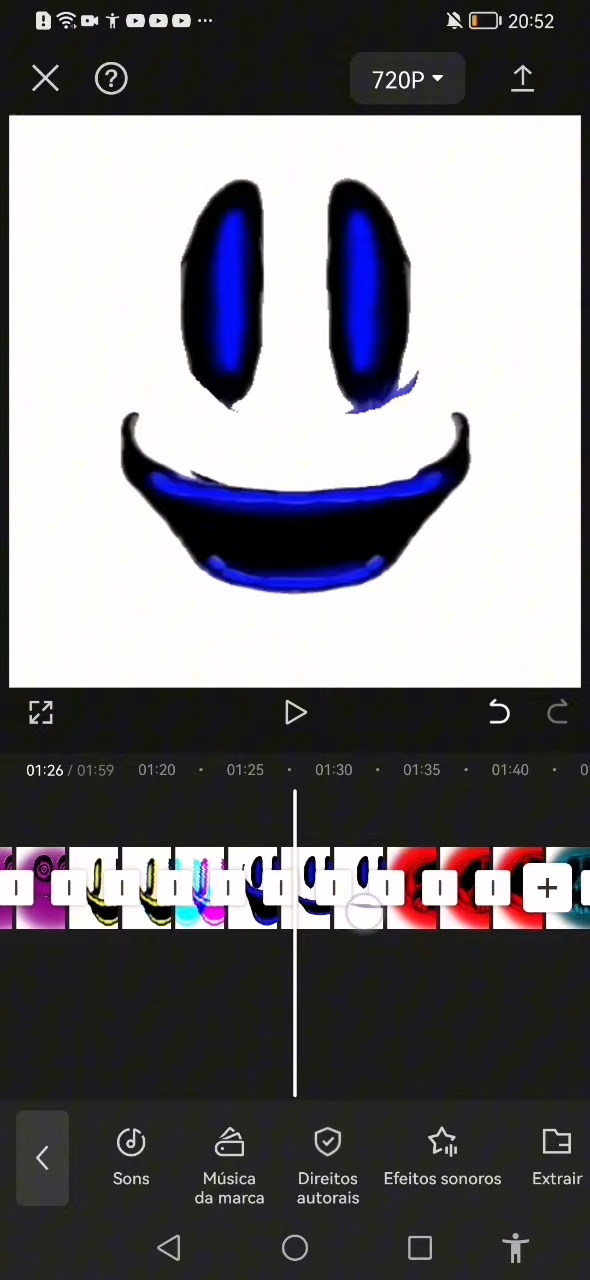 20:52
720P
01:26 / 01:59 01:20 01:25 01:30 01:35 01:40 0
Sons
Música
da marca
Direitos
autorais
Efeitos sonoros
Extrair